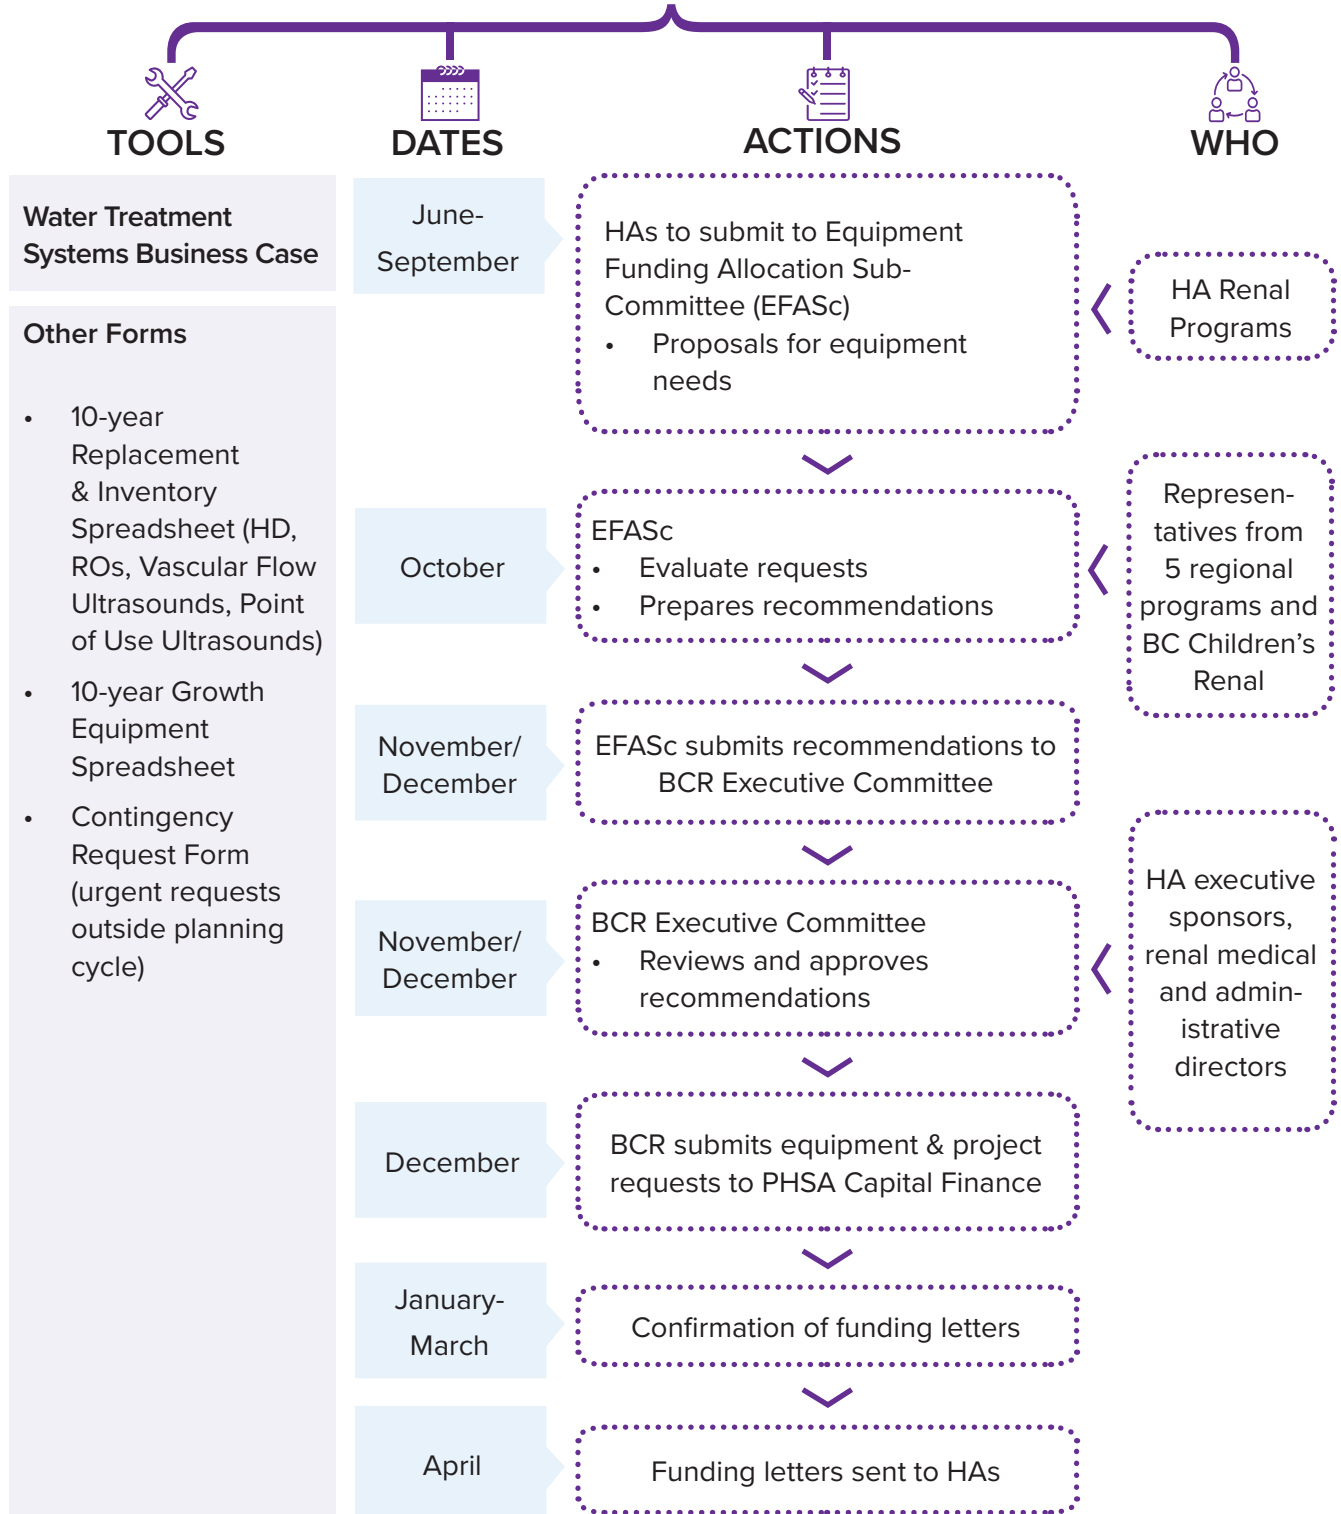 TOOLS
DATES
ACTIONS
WHO
Water Treatment
Systems Business Case
Other Forms
• 10-year
Replacement
& Inventory
Spreadsheet (HD,
ROs, Vascular Flow
Ultrasounds, Point
of Use Ultrasounds)
• 10-year Growth
Equipment
Spreadsheet
• Contingency
Request Form
(urgent requests
outside planning
cycle)
June-
September
HAs to submit to Equipment
Funding Allocation Sub-
Committee (EFASc)
• Proposals for equipment
needs
HA Renal
Programs
October
EFASc
• Evaluate requests
• Prepares recommendations
Represen-
tatives from
5 regional
programs and
BC Children’s
Renal
November/
December
EFASc submits recommendations to
BCR Executive Committee
November/
December
BCR Executive Committee
• Reviews and approves
recommendations
HA executive
sponsors,
renal medical
and admin-
istrative
directors
December
BCR submits equipment & project
requests to PHSA Capital Finance
January-
March
Confirmation of funding letters
April
Funding letters sent to HAs